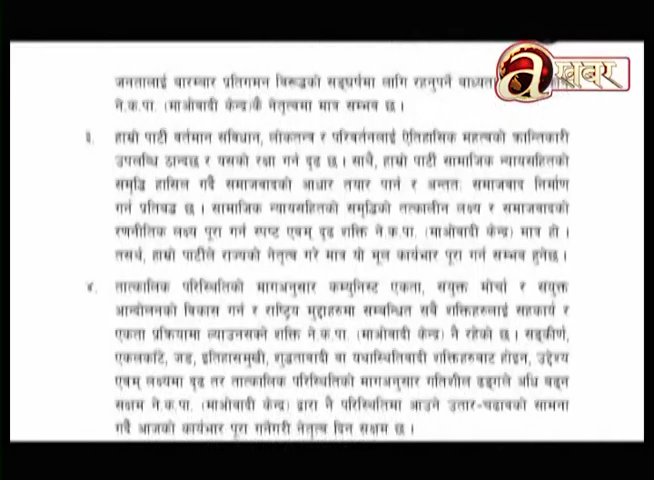 जनतालाई बारम्बार प्रतिगमन विरूद्धको सङ्घर्षमा लागि रहनुपर्ने बाध्यता
ने.क.पा. (माओवादी केन्द्र)कै नेतृत्वमा मात्र सम्भव छ ।
a खबर
३. हाम्रो पार्टी वर्तमान संविधान, लोकतन्त्र र परिवर्तनलाई ऐतिहासिक महत्वको क्रान्तिकारी
उपलब्धि ठान्दछ र यसको रक्षा गर्न दृढ छ । साथै, हाम्रो पार्टी सामाजिक न्यायसहितको
समृद्धि हासिल गर्दै समाजवादको आधार तयार पार्न र अन्ततः समाजवाद निर्माण
गर्न प्रतिबद्ध छ । सामाजिक न्यायसहितको समृद्धिको तत्कालीन लक्ष्य र समाजवादको
रणनीतिक लक्ष्य पूरा गर्न स्पष्ट एवम् दृढ शक्ति ने.क.पा. (माओवादी केन्द्र) मात्र हो ।
तसर्थ, हाम्रो पार्टीले राज्यको नेतृत्व गरे मात्र यो मूल कार्यभार पूरा गर्न सम्भव हुनेछ ।
४. तात्कालिक परिस्थितिको मागअनुसार कम्युनिस्ट एकता, संयुक्त मोर्चा र संयुक्त
आन्दोलनको विकास गर्न र राष्ट्रिय मुद्दाहरुमा सम्बन्धित सबै शक्तिहरुलाई सहकार्य र
एकता प्रक्रियामा ल्याउनसक्ने शक्ति ने.क.पा. (माओवादी केन्द्र) नै रहेको छ । सङ्कीर्ण,
एकलकाँटे, जड, इतिहासमुखी, शुद्धतावादी वा यथास्थितिवादी शक्तिहरुबाट होइन, उद्देश्य
एवम् लक्ष्यमा दृढ तर तात्कालिक परिस्थितिको मागअनुसार गतिशील ढङ्गले अघि बढ्न
सक्षम ने.क.पा. (माओवादी केन्द्र) द्वारा नै परिस्थितिमा आउने उतार-चढावको सामना
गर्दै आजको कार्यभार पूरा गर्नेगरी नेतृत्व दिन सक्षम छ ।